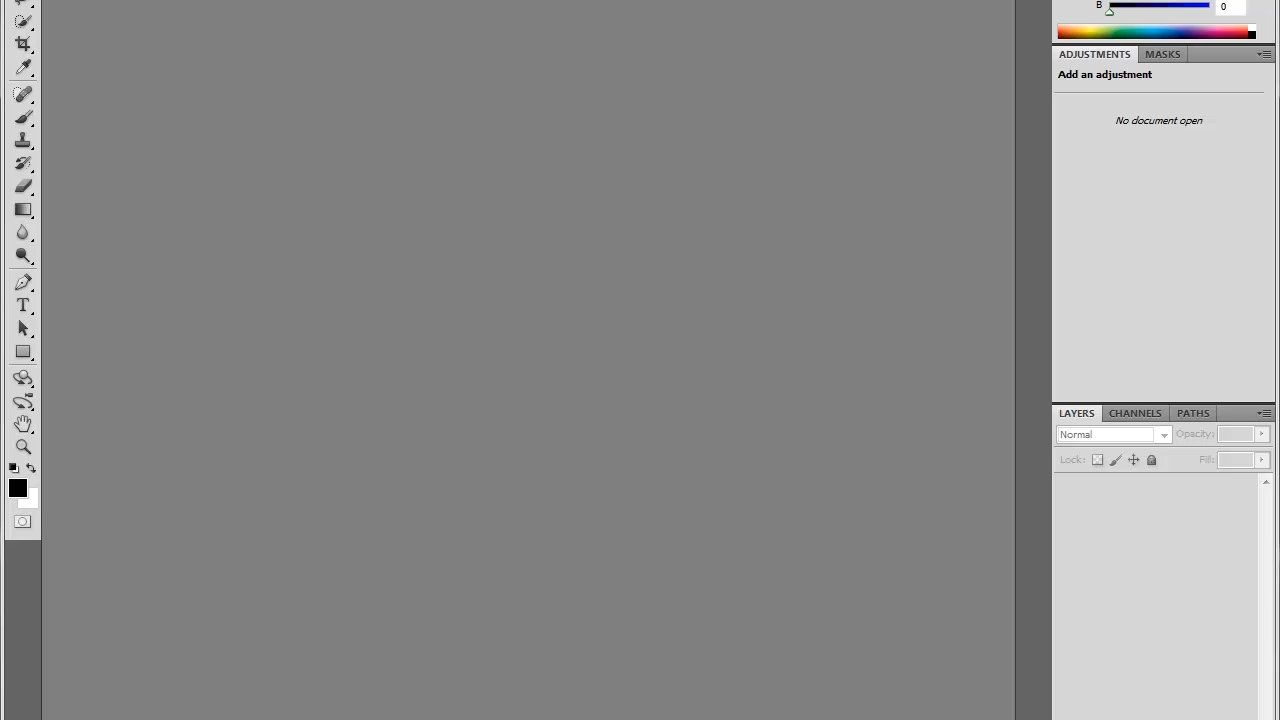 B 0
ADJUSTMENTS MASKS
Add an adjustment
No document open
LAYERS CHANNELS PATHS
Normal Opacity:
Lock: Fill:
T